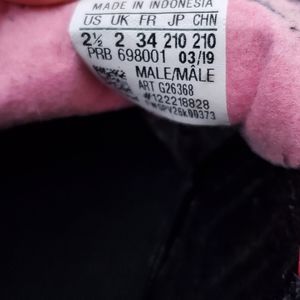 MADE IN INDONESIA
US UK FR JP CHN
2½ 2 34 210 210
PRB 698001 03/19
MALE/MÂLE
ART G26368
#122218828